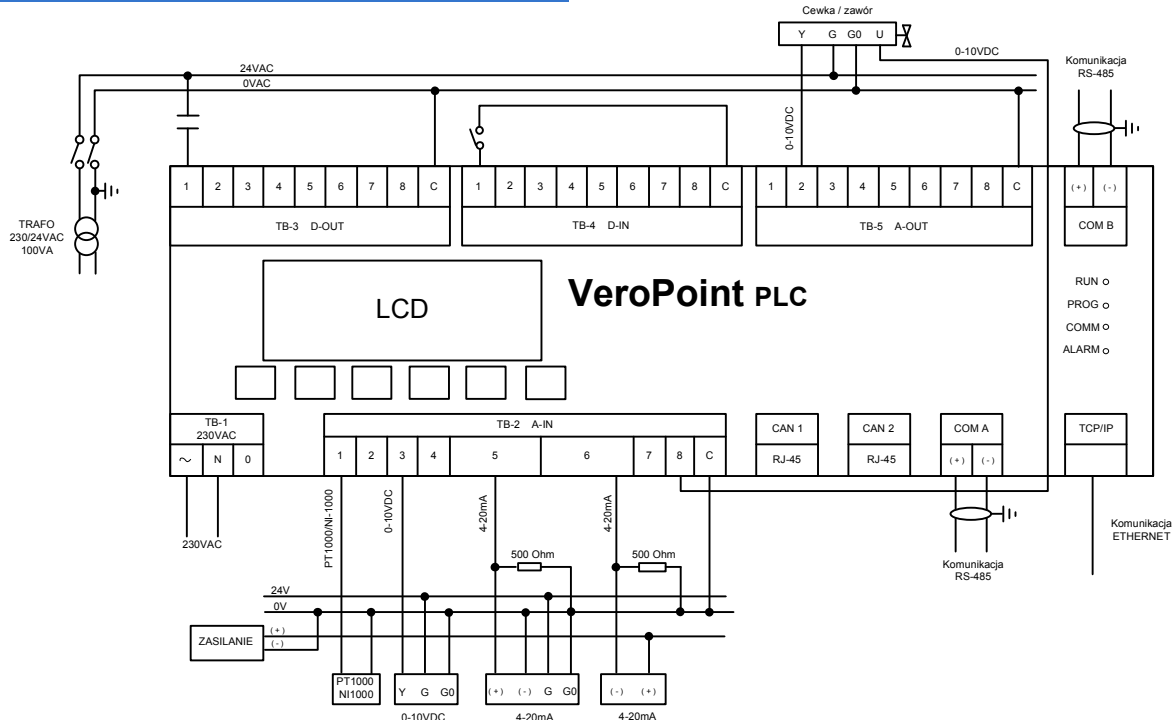 Cewka / zawór
Y G G0 U
0-10VDC
Komunikacja
RS-485
24VAC
0VAC
0-10VDC
TRAFO
230/24VAC
100VA
1 2 3 4 5 6 7 8 C
TB-3 D-OUT
1 2 3 4 5 6 7 8 C
TB-4 D-IN
1 2 3 4 5 6 7 8 C
TB-5 A-OUT
(+) (-)
COM B
LCD
VeroPoint PLC
RUN
PROG
COMM
ALARM
TB-1
230VAC
~ N 0
TB-2 A-IN
1 2 3 4 5 6 7 8 C
CAN 1
RJ-45
CAN 2
RJ-45
COM A
(+) (-)
TCP/IP
230VAC
PT1000/NI-1000
0-10VDC
4-20mA
4-20mA
500 Ohm
500 Ohm
Komunikacja
RS-485
Komunikacja
ETHERNET
24V
0V
ZASILANIE
(+)
(-)
PT1000
NI1000
Y G G0
0-10VDC
(+) (-) G G0
4-20mA
(-) (+)
4-20mA